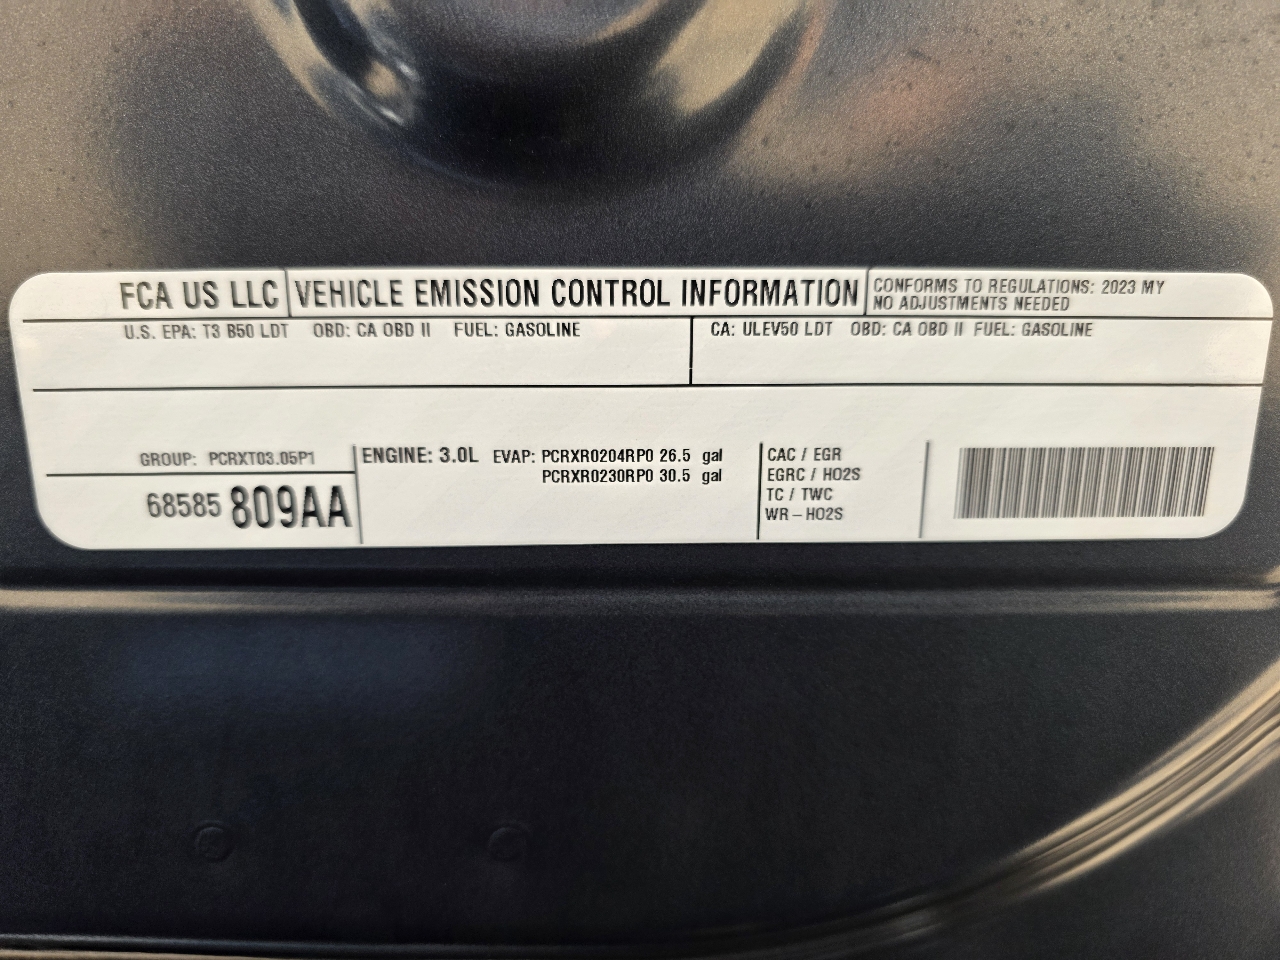 FCA US LLC
VEHICLE EMISSION CONTROL INFORMATION
CONFORMS TO REGULATIONS: 2023 MY
NO ADJUSTMENTS NEEDED
U.S. EPA: T3 B50 LDT OBD: CA OBD II FUEL: GASOLINE
CA: ULEV50 LDT OBD: CA OBD II FUEL: GASOLINE
GROUP: PCRXT03.05P1
68585 809AA
ENGINE: 3.0L EVAP: PCRXR0204RP0 26.5 gal
PCRXR0230RP0 30.5 gal
CAC / EGR
EGRC / HO2S
TC / TWC
WR – HO2S